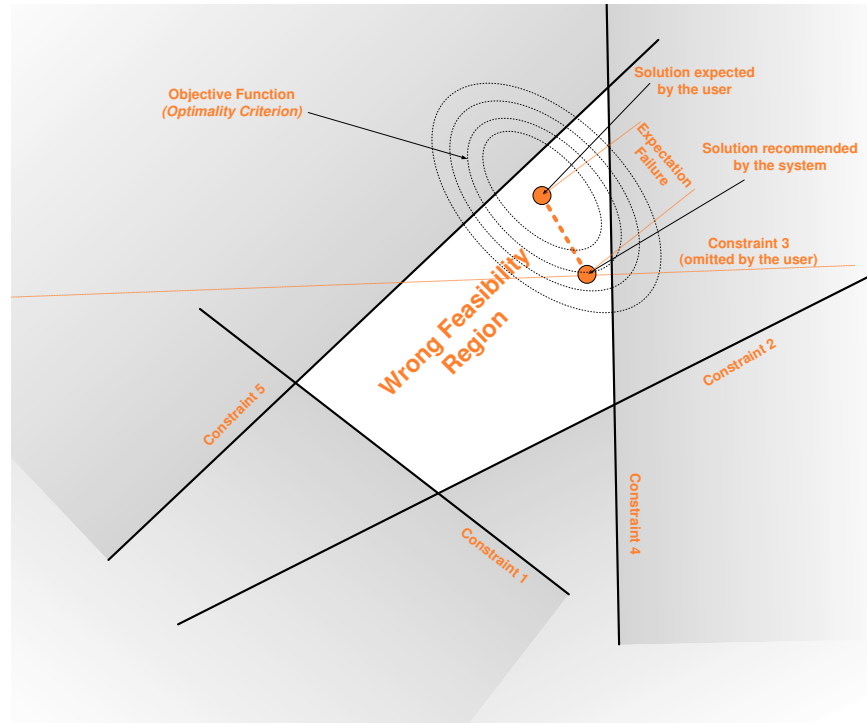 Solution expected
by the user
Objective Function
(Optimality Criterion)
Expectation
Failure
Solution recommended
by the system
Constraint 3
(omitted by the user)
Wrong Feasibility
Region
Constraint 2
Constraint 5
Constraint 4
Constraint 1